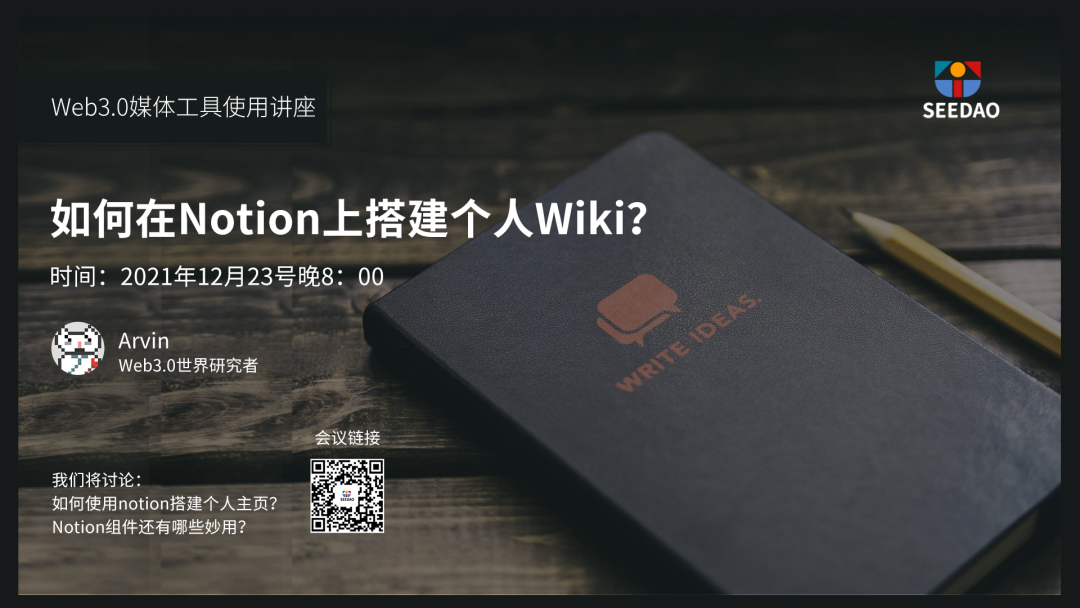 Web3.0媒体工具使用讲座
SEEDAO
如何在Notion上搭建个人Wiki?
时间：2021年12月23号晚8：00
Arvin
Web3.0世界研究者
WRITE IDEAS.
会议链接
我们将讨论：
如何使用notion搭建个人主页？
Notion组件还有哪些妙用？
SEEDAO